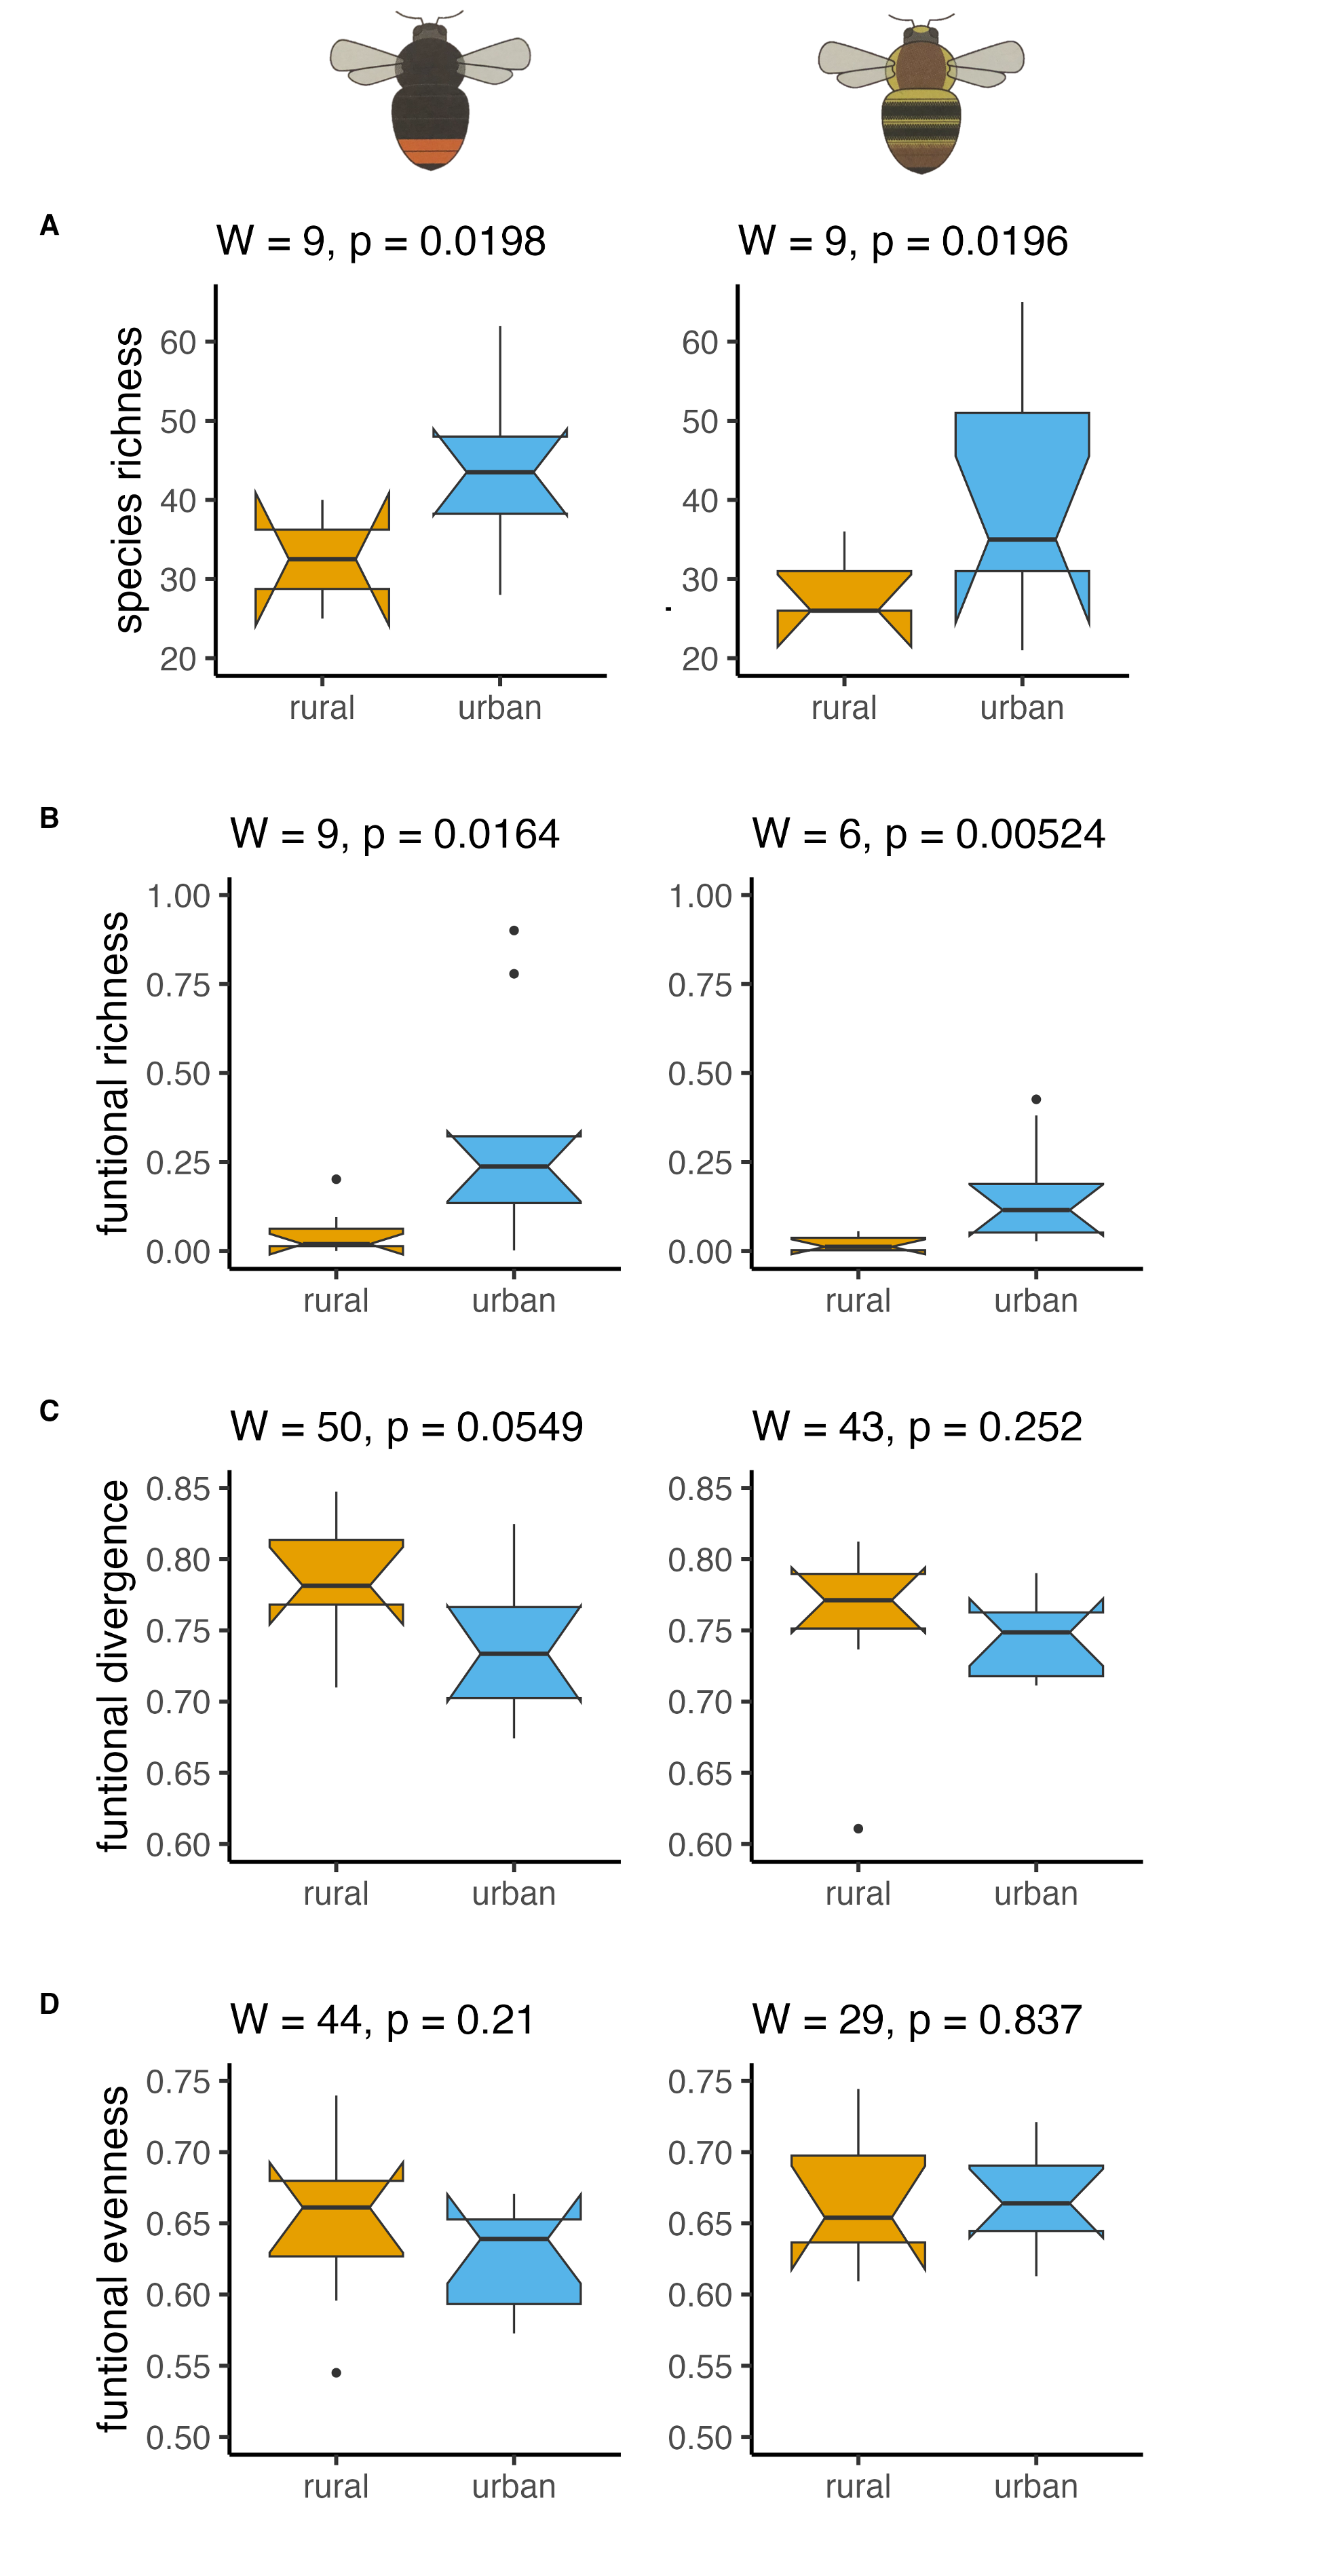 A
W = 9, p = 0.0198
W = 9, p = 0.0196
species richness
60
50
40
30
20
rural
urban
60
50
40
30
20
rural
urban
B
W = 9, p = 0.0164
W = 6, p = 0.00524
funtional richness
1.00
0.75
0.50
0.25
0.00
rural
urban
1.00
0.75
0.50
0.25
0.00
rural
urban
C
W = 50, p = 0.0549
W = 43, p = 0.252
funtional divergence
0.85
0.80
0.75
0.70
0.65
0.60
rural
urban
0.85
0.80
0.75
0.70
0.65
0.60
rural
urban
D
W = 44, p = 0.21
W = 29, p = 0.837
funtional evenness
0.75
0.70
0.65
0.60
0.55
0.50
rural
urban
0.75
0.70
0.65
0.60
0.55
0.50
rural
urban